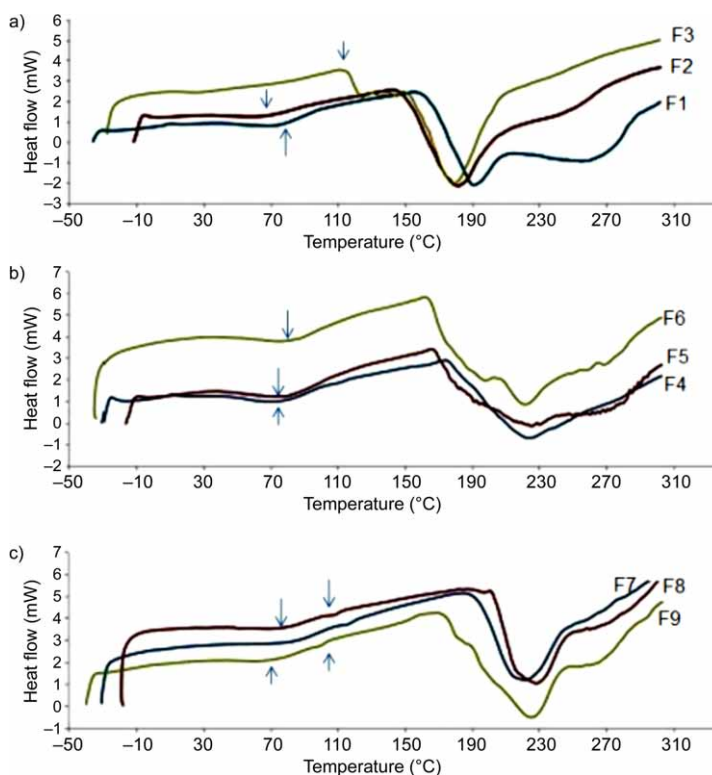 a)
6
5
4
3
2
1
0
–1
–2
–3
Heat flow (mW)
F3
F2
F1
–50 –10 30 70 110 150 190 230 270 310
Temperature (°C)
b)
7
6
5
4
3
2
1
0
–1
–2
Heat flow (mW)
F6
F5
F4
–50 –10 30 70 110 150 190 230 270 310
Temperature (°C)
c)
7
6
5
4
3
2
1
0
–1
Heat flow (mW)
F7
F8
F9
–50 –10 30 70 110 150 190 230 270 310
Temperature (°C)